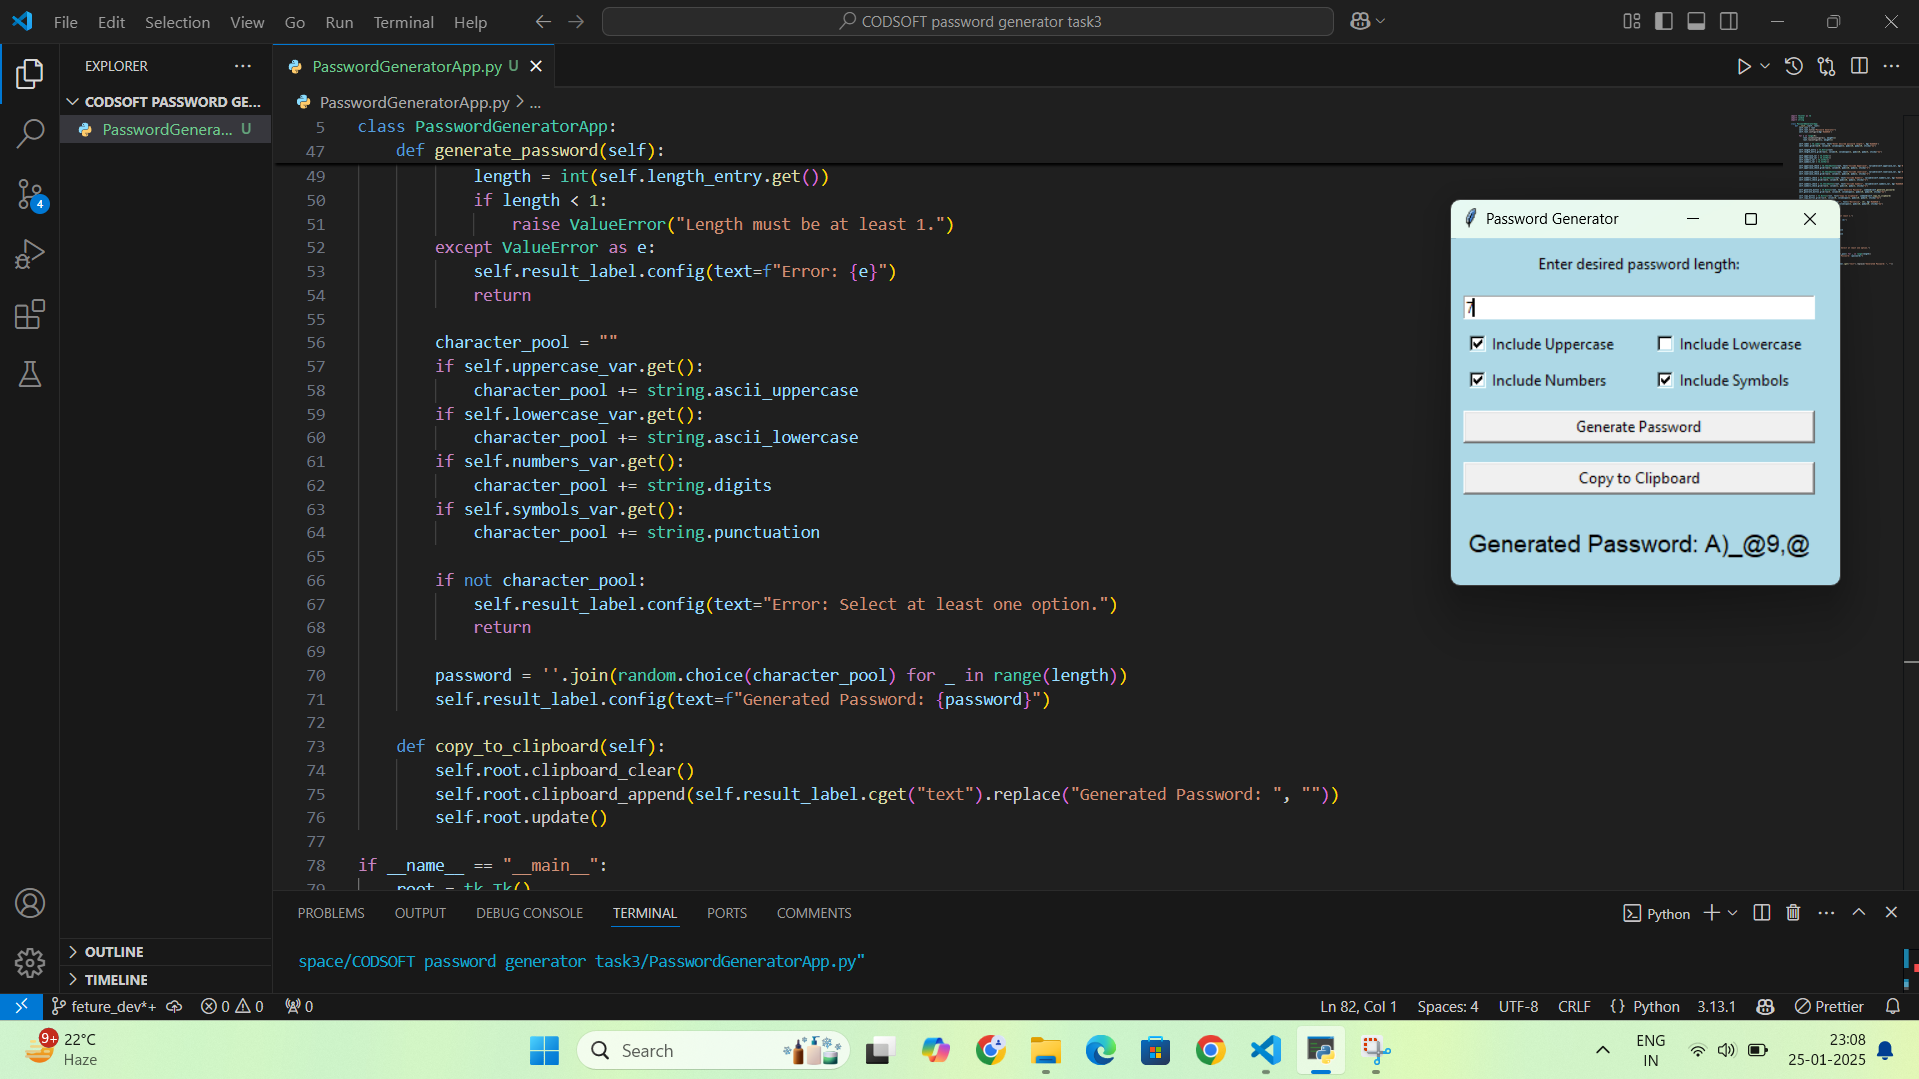 File Edit Selection View Go Run Terminal Help
CODSOFT password generator task3
EXPLORER
CODSOFT PASSWORD GE...
PasswordGenera... U
PasswordGeneratorApp.py U
PasswordGeneratorApp.py > ...
5 class PasswordGeneratorApp:
47 def generate_password(self):
49 length = int(self.length_entry.get())
50 if length < 1:
51 raise ValueError("Length must be at least 1.")
52 except ValueError as e:
53 self.result_label.config(text=f"Error: {e}")
54 return
55
56 character_pool = ""
57 if self.uppercase_var.get():
58 character_pool += string.ascii_uppercase
59 if self.lowercase_var.get():
60 character_pool += string.ascii_lowercase
61 if self.numbers_var.get():
62 character_pool += string.digits
63 if self.symbols_var.get():
64 character_pool += string.punctuation
65
66 if not character_pool:
67 self.result_label.config(text="Error: Select at least one option.")
68 return
69
70 password = ''.join(random.choice(character_pool) for _ in range(length))
71 self.result_label.config(text=f"Generated Password: {password}")
72
73 def copy_to_clipboard(self):
74 self.root.clipboard_clear()
75 self.root.clipboard_append(self.result_label.cget("text").replace("Generated Password: ", ""))
76 self.root.update()
77
78 if __name__ == "__main__":
79 root = tk.Tk()
Password Generator
Enter desired password length:
7
Include Uppercase Include Lowercase
Include Numbers Include Symbols
Generate Password
Copy to Clipboard
Generated Password: A)_@9,@
4
OUTLINE
TIMELINE
PROBLEMS OUTPUT DEBUG CONSOLE TERMINAL PORTS COMMENTS
Python
space/CODSOFT password generator task3/PasswordGeneratorApp.py"
feture_dev*+ 0 0 0
Ln 82, Col 1 Spaces: 4 UTF-8 CRLF {} Python 3.13.1 Prettier
9+ 22°C
Haze
Search
ENG
IN
23:08
25-01-2025